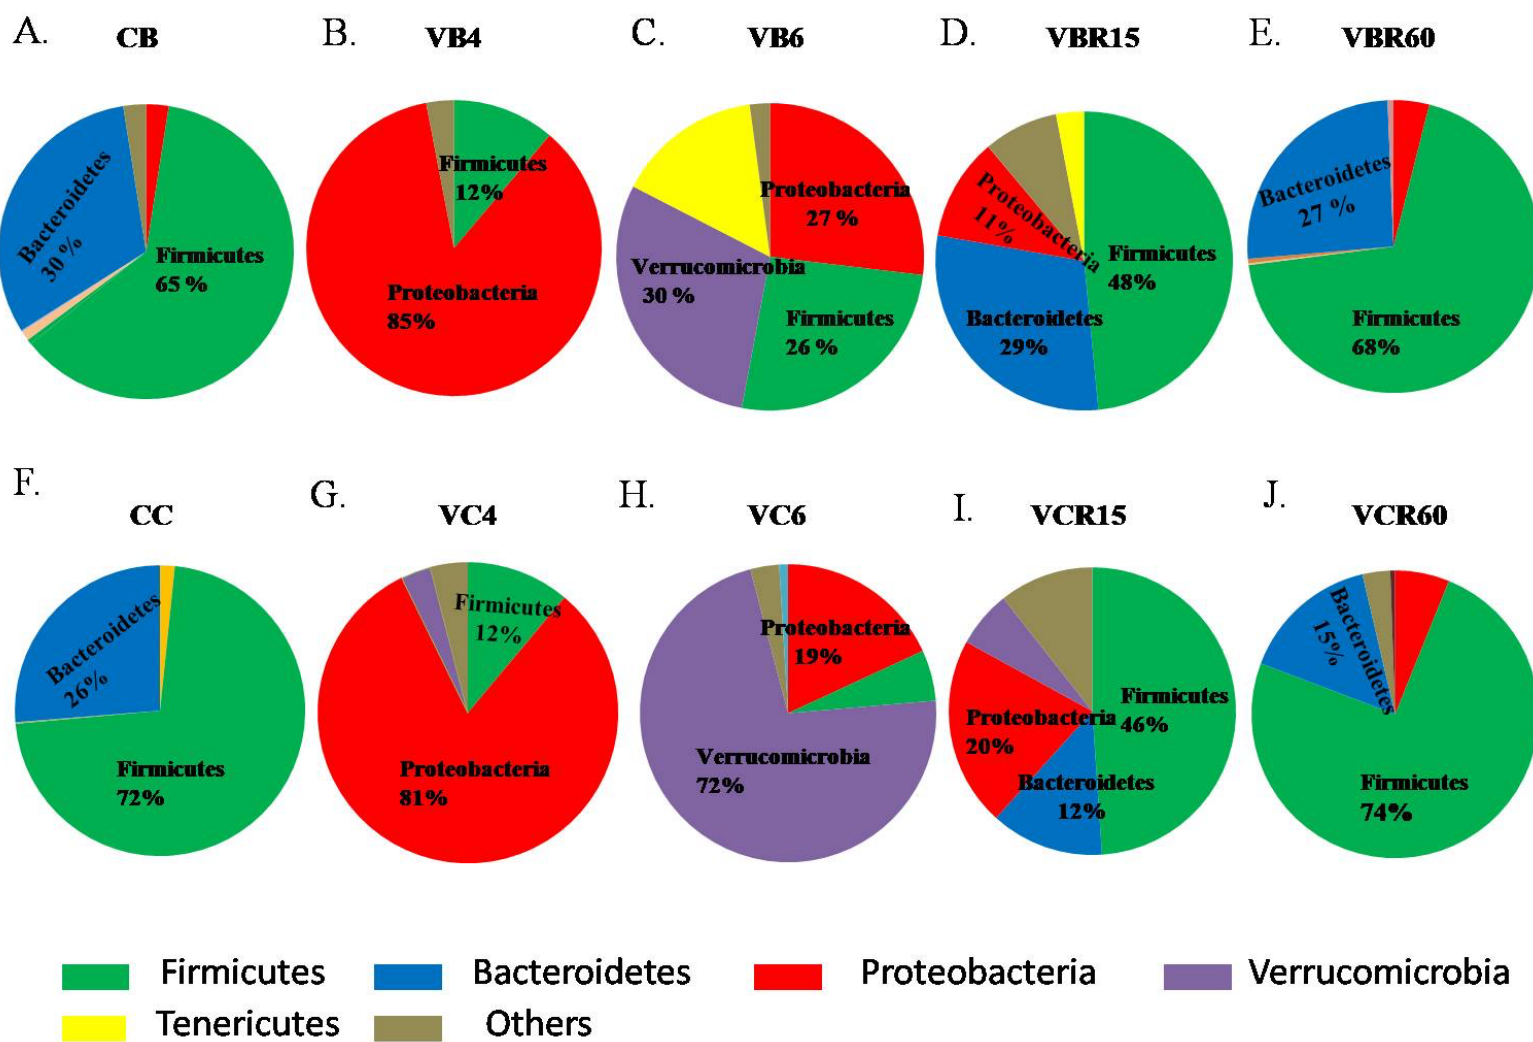 A. CB
B. VB4
C. VB6
D. VBR15
E. VBR60
Bacteroidetes
30 %
Firmicutes
65 %
Firmicutes
12%
Proteobacteria
85%
Proteobacteria
27 %
Verrucomicrobia
30 %
Firmicutes
26 %
Proteobacteria
11%
Firmicutes
48%
Bacteroidetes
29%
Bacteroidetes
27 %
Firmicutes
68%
F. CC
G. VC4
H. VC6
I. VCR15
J. VCR60
Bacteroidetes
26%
Firmicutes
72%
Firmicutes
12%
Proteobacteria
81%
Proteobacteria
19%
Verrucomicrobia
72%
Firmicutes
46%
Proteobacteria
20%
Bacteroidetes
12%
Bacteroidetes
15%
Firmicutes
74%
Firmicutes Bacteroidetes Proteobacteria Verrucomicrobia
Tenericutes Others